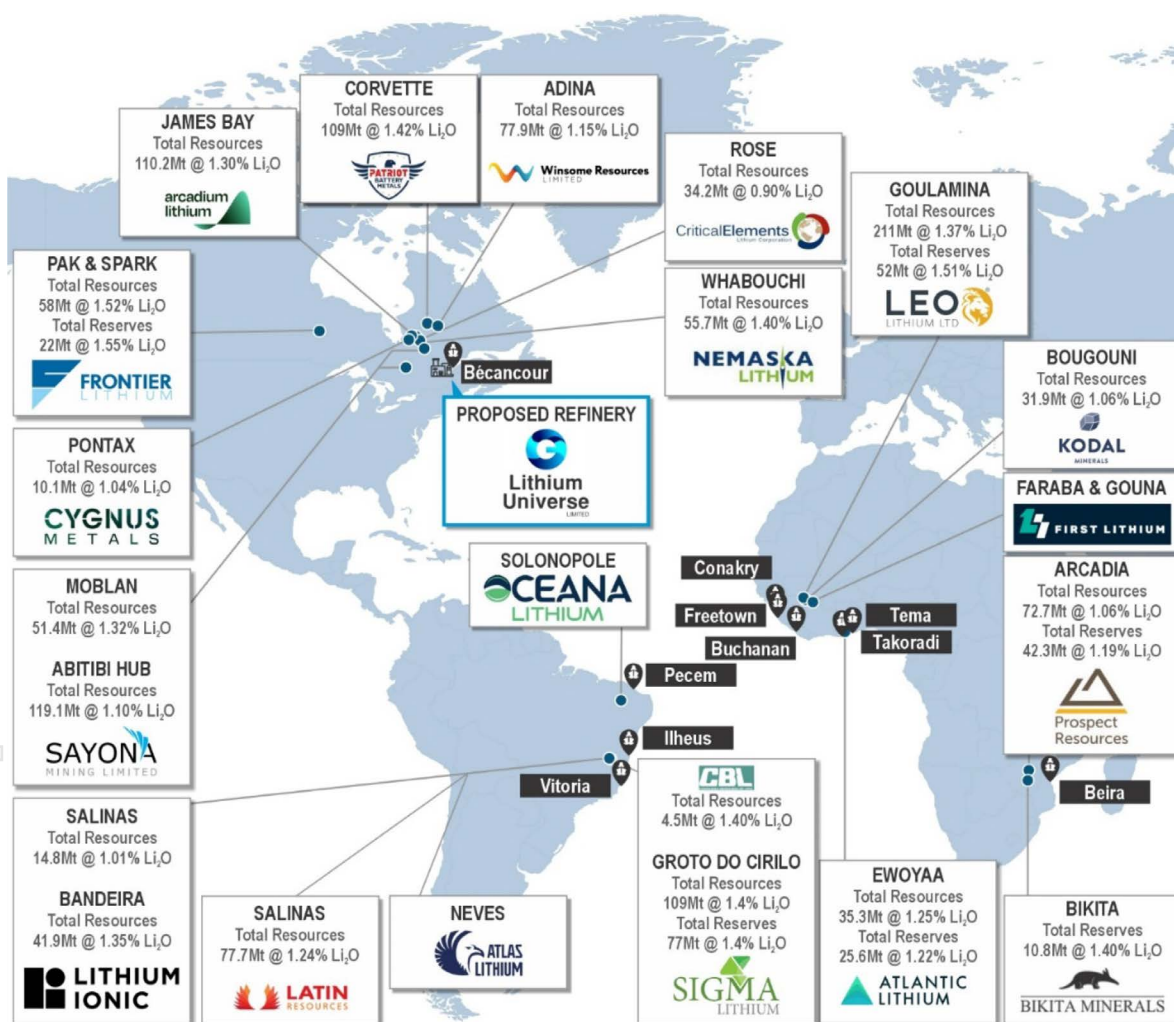 CORVETTE
Total Resources
109Mt @ 1.42% Li₂O
PATRIOT
BATTERY METALS
ADINA
Total Resources
77.9Mt @ 1.15% Li₂O
Winsome Resources
LIMITED
JAMES BAY
Total Resources
110.2Mt @ 1.30% Li₂O
arcadium
lithium
ROSE
Total Resources
34.2Mt @ 0.90% Li₂O
CriticalElements
Lithium Corporation
GOULAMINA
Total Resources
211Mt @ 1.37% Li₂O
Total Reserves
52Mt @ 1.51% Li₂O
LEO
LITHIUM LTD
PAK & SPARK
Total Resources
58Mt @ 1.52% Li₂O
Total Reserves
22Mt @ 1.55% Li₂O
FRONTIER
LITHIUM
WHABOUCHI
Total Resources
55.7Mt @ 1.40% Li₂O
NEMASKA
LITHIUM
BOUGOUNI
Total Resources
31.9Mt @ 1.06% Li₂O
KODAL
MINERALS
Bécancour
PROPOSED REFINERY
Lithium
Universe
LIMITED
PONTAX
Total Resources
10.1Mt @ 1.04% Li₂O
CYGNUS
METALS
FARABA & GOUNA
FIRST LITHIUM
SOLONOPOLE
OCEANA
LITHIUM
MOBLAN
Total Resources
51.4Mt @ 1.32% Li₂O
ABITIBI HUB
Total Resources
119.1Mt @ 1.10% Li₂O
SAYONA
MINING LIMITED
Conakry
Freetown
Buchanan
Tema
Takoradi
ARCADIA
Total Resources
72.7Mt @ 1.06% Li₂O
Total Reserves
42.3Mt @ 1.19% Li₂O
Prospect
Resources
Pecem
Ilheus
Vitoria
Beira
SALINAS
Total Resources
14.8Mt @ 1.01% Li₂O
BANDEIRA
Total Resources
41.9Mt @ 1.35% Li₂O
LITHIUM
IONIC
SALINAS
Total Resources
77.7Mt @ 1.24% Li₂O
LATIN
RESOURCES
NEVES
ATLAS
LITHIUM
CBL
Total Resources
4.5Mt @ 1.40% Li₂O
GROTO DO CIRILO
Total Resources
109Mt @ 1.4% Li₂O
Total Reserves
77Mt @ 1.4% Li₂O
SIGMA
LITHIUM
EWOYAA
Total Resources
35.3Mt @ 1.25% Li₂O
Total Reserves
25.6Mt @ 1.22% Li₂O
ATLANTIC
LITHIUM
BIKITA
Total Resources
10.8Mt @ 1.40% Li₂O
BIKITA MINERALS